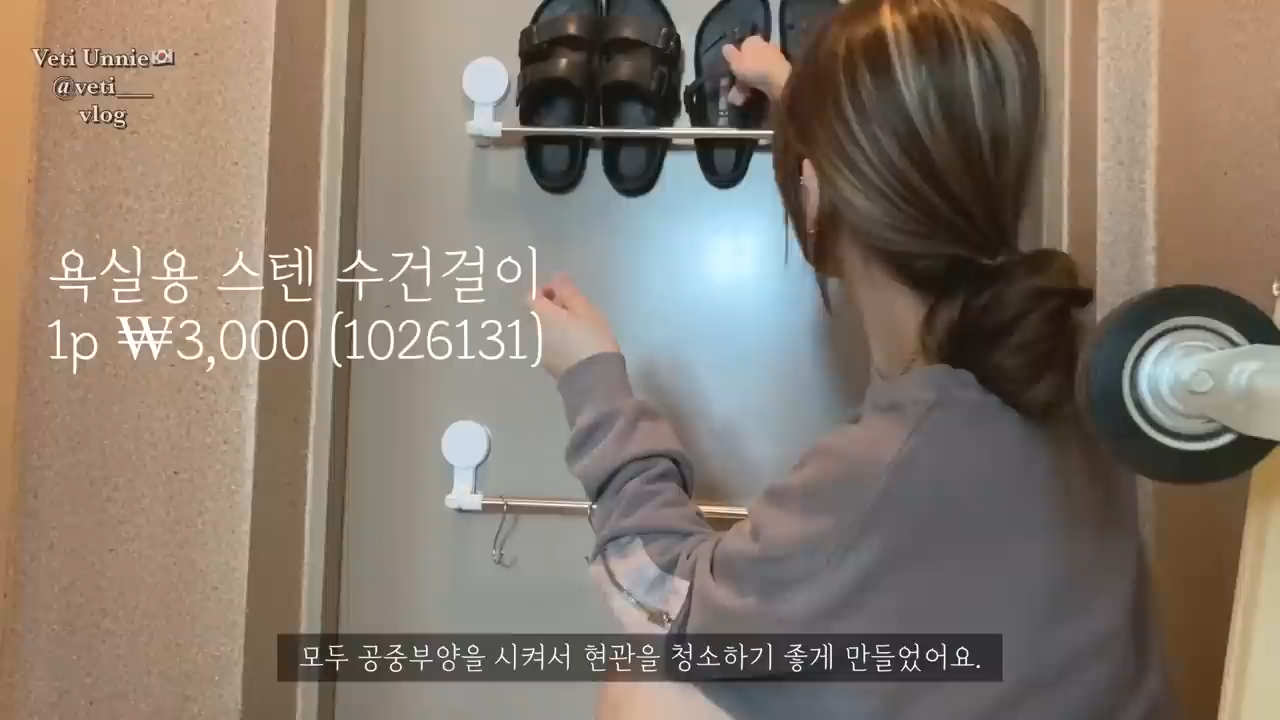 Veti Unnie🇰🇷
@veti___
vlog
욕실용 스텐 수건걸이
1p ₩3,000 (1026131)
모두 공중부양을 시켜서 현관을 청소하기 좋게 만들었어요.